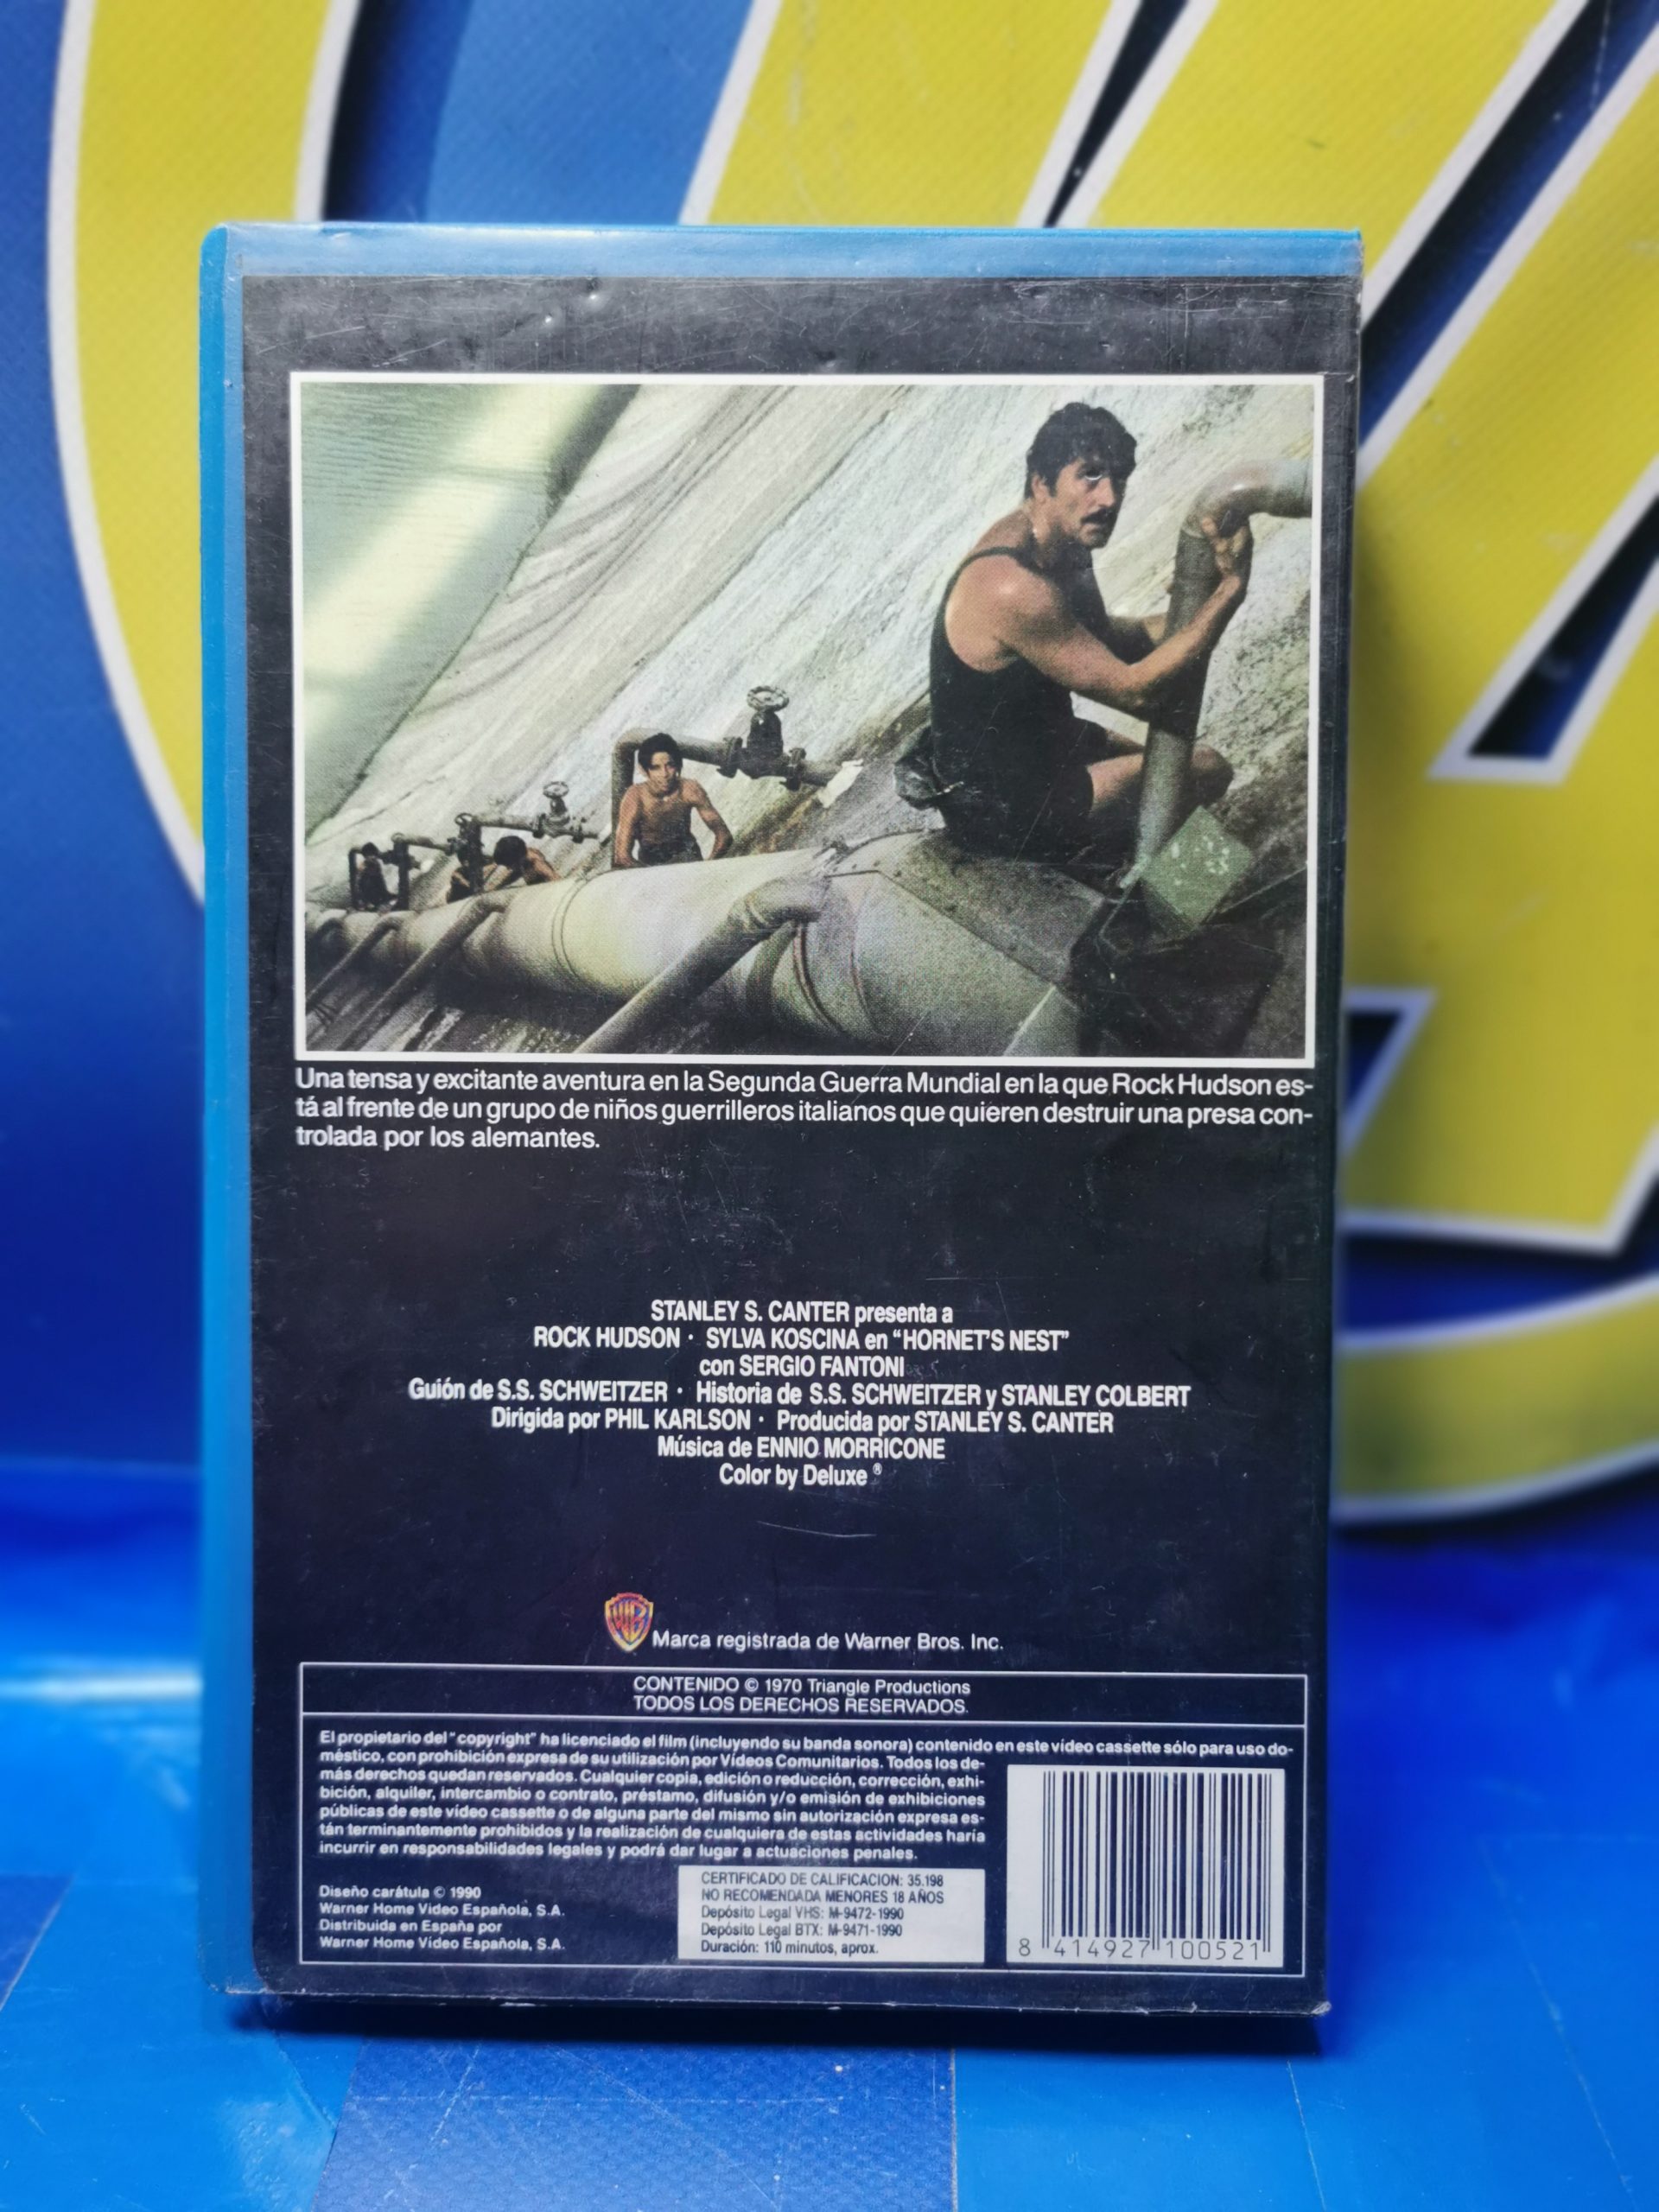 Una tensa y excitante aventura en la Segunda Guerra Mundial en la que Rock Hudson es-
tá al frente de un grupo de niños guerrilleros italianos que quieren destruir una presa con-
trolada por los alemantes.
STANLEY S. CANTER presenta a
ROCK HUDSON · SYLVA KOSCINA en "HORNET'S NEST"
con SERGIO FANTONI
Guión de S.S. SCHWEITZER · Historia de S.S. SCHWEITZER y STANLEY COLBERT
Dirigida por PHIL KARLSON · Producida por STANLEY S. CANTER
Música de ENNIO MORRICONE
Color by Deluxe ®
WB Marca registrada de Warner Bros. Inc.
CONTENIDO © 1970 Triangle Productions
TODOS LOS DERECHOS RESERVADOS.
El propietario del "copyright" ha licenciado el film (incluyendo su banda sonora) contenido en este vídeo cassette sólo para uso do-
méstico, con prohibición expresa de su utilización por Vídeos Comunitarios. Todos los de-
más derechos quedan reservados. Cualquier copia, edición o reducción, corrección, exhi-
bición, alquiler, intercambio o contrato, préstamo, difusión y/o emisión de exhibiciones
públicas de este vídeo cassette o de alguna parte del mismo sin autorización expresa es-
tán terminantemente prohibidos y la realización de cualquiera de estas actividades haría
incurrir en responsabilidades legales y podrá dar lugar a actuaciones penales.
Diseño carátula © 1990
Warner Home Video Española, S.A.
Distribuida en España por
Warner Home Vídeo Española, S.A.
CERTIFICADO DE CALIFICACION: 35.198
NO RECOMENDADA MENORES 18 AÑOS
Depósito Legal VHS: M-9472-1990
Depósito Legal BTX: M-9471-1990
Duración: 110 minutos, aprox.
8 414927 100521